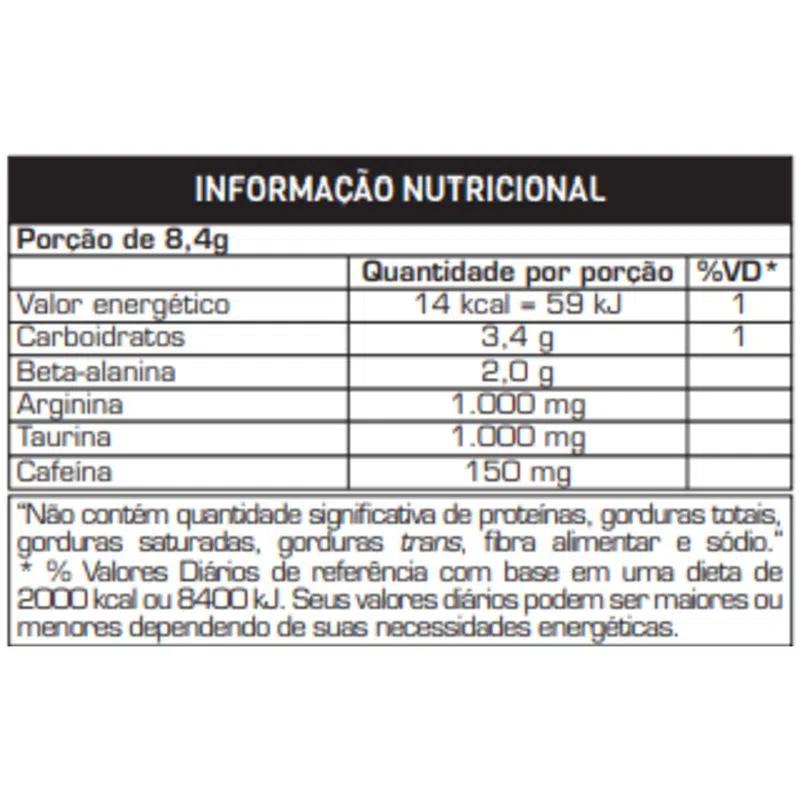 INFORMAÇÃO NUTRICIONAL
Porção de 8,4g
Quantidade por porção %VD*
Valor energético 14 kcal = 59 kJ 1
Carboidratos 3,4 g 1
Beta-alanina 2,0 g
Arginina 1.000 mg
Taurina 1.000 mg
Cafeína 150 mg
"Não contém quantidade significativa de proteínas, gorduras totais,
gorduras saturadas, gorduras trans, fibra alimentar e sódio."
* % Valores Diários de referência com base em uma dieta de
2000 kcal ou 8400 kJ. Seus valores diários podem ser maiores ou
menores dependendo de suas necessidades energéticas.